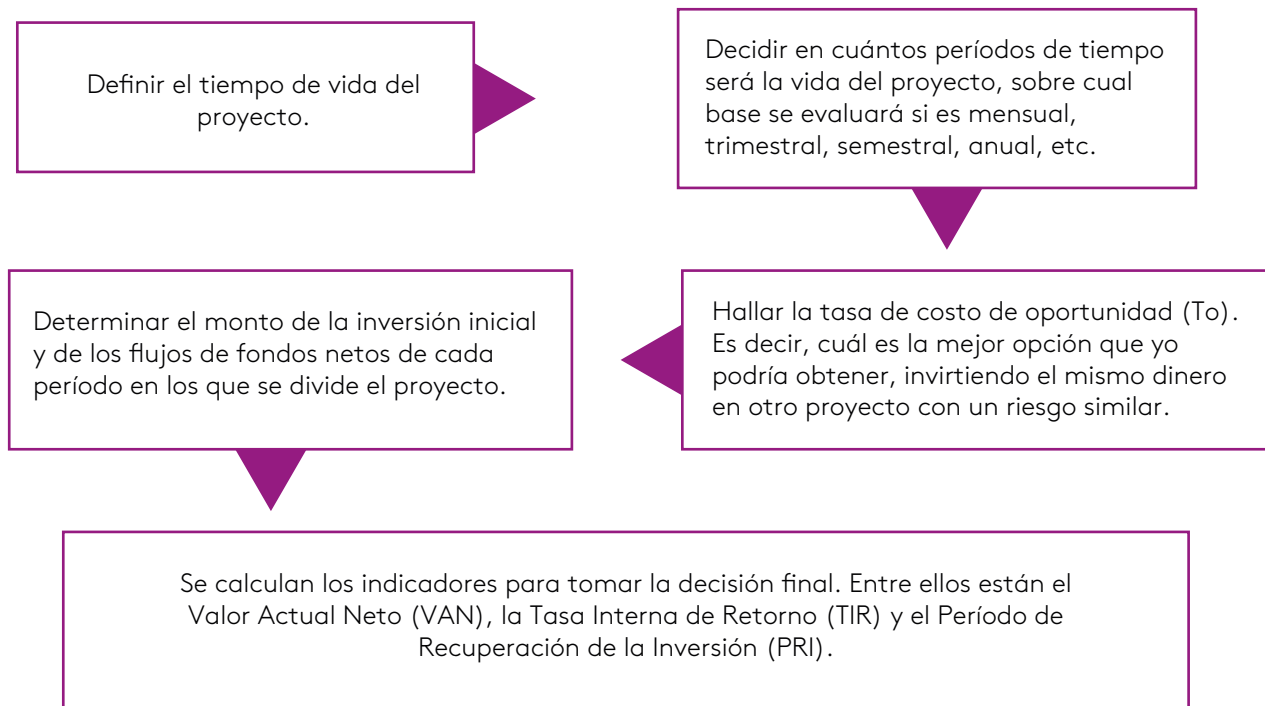 Definir el tiempo de vida del
proyecto.
Decidir en cuántos períodos de tiempo
será la vida del proyecto, sobre cual
base se evaluará si es mensual,
trimestral, semestral, anual, etc.
Hallar la tasa de costo de oportunidad (To).
Es decir, cuál es la mejor opción que yo
podría obtener, invirtiendo el mismo dinero
en otro proyecto con un riesgo similar.
Determinar el monto de la inversión inicial
y de los flujos de fondos netos de cada
período en los que se divide el proyecto.
Se calculan los indicadores para tomar la decisión final. Entre ellos están el
Valor Actual Neto (VAN), la Tasa Interna de Retorno (TIR) y el Período de
Recuperación de la Inversión (PRI).